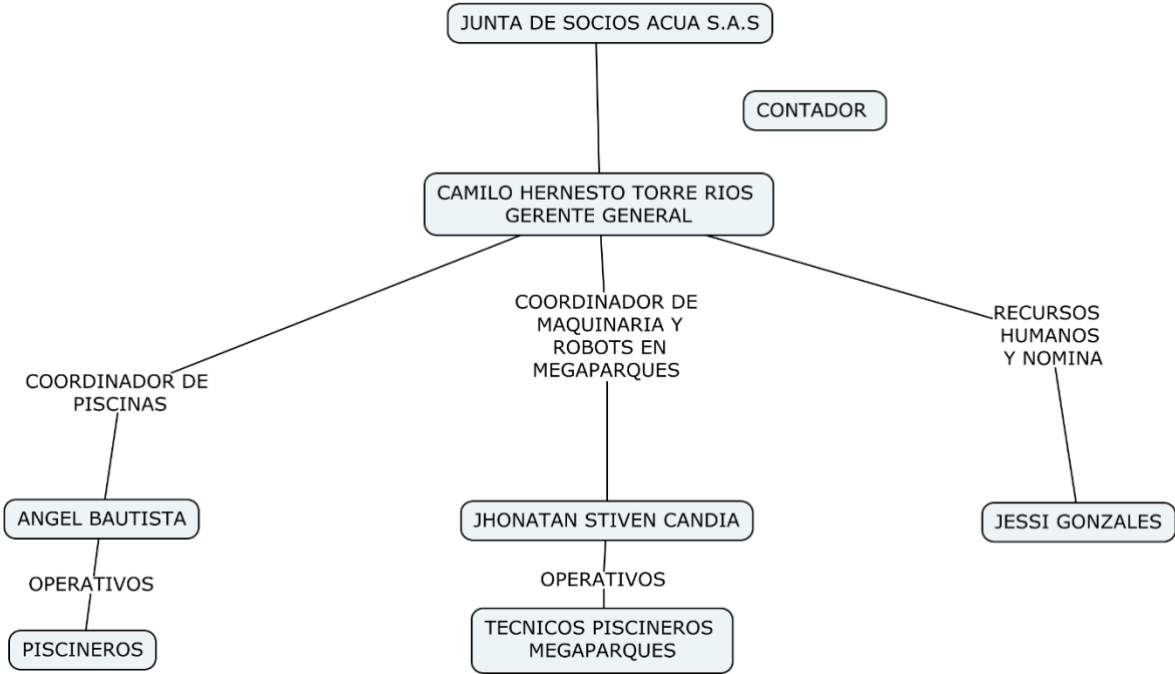 JUNTA DE SOCIOS ACUA S.A.S
CONTADOR
CAMILO HERNESTO TORRE RIOS
GERENTE GENERAL
COORDINADOR DE
PISCINAS
COORDINADOR DE
MAQUINARIA Y
ROBOTS EN
MEGAPARQUES
RECURSOS
HUMANOS
Y NOMINA
ANGEL BAUTISTA
JHONATAN STIVEN CANDIA
JESSI GONZALES
OPERATIVOS
OPERATIVOS
PISCINEROS
TECNICOS PISCINEROS
MEGAPARQUES